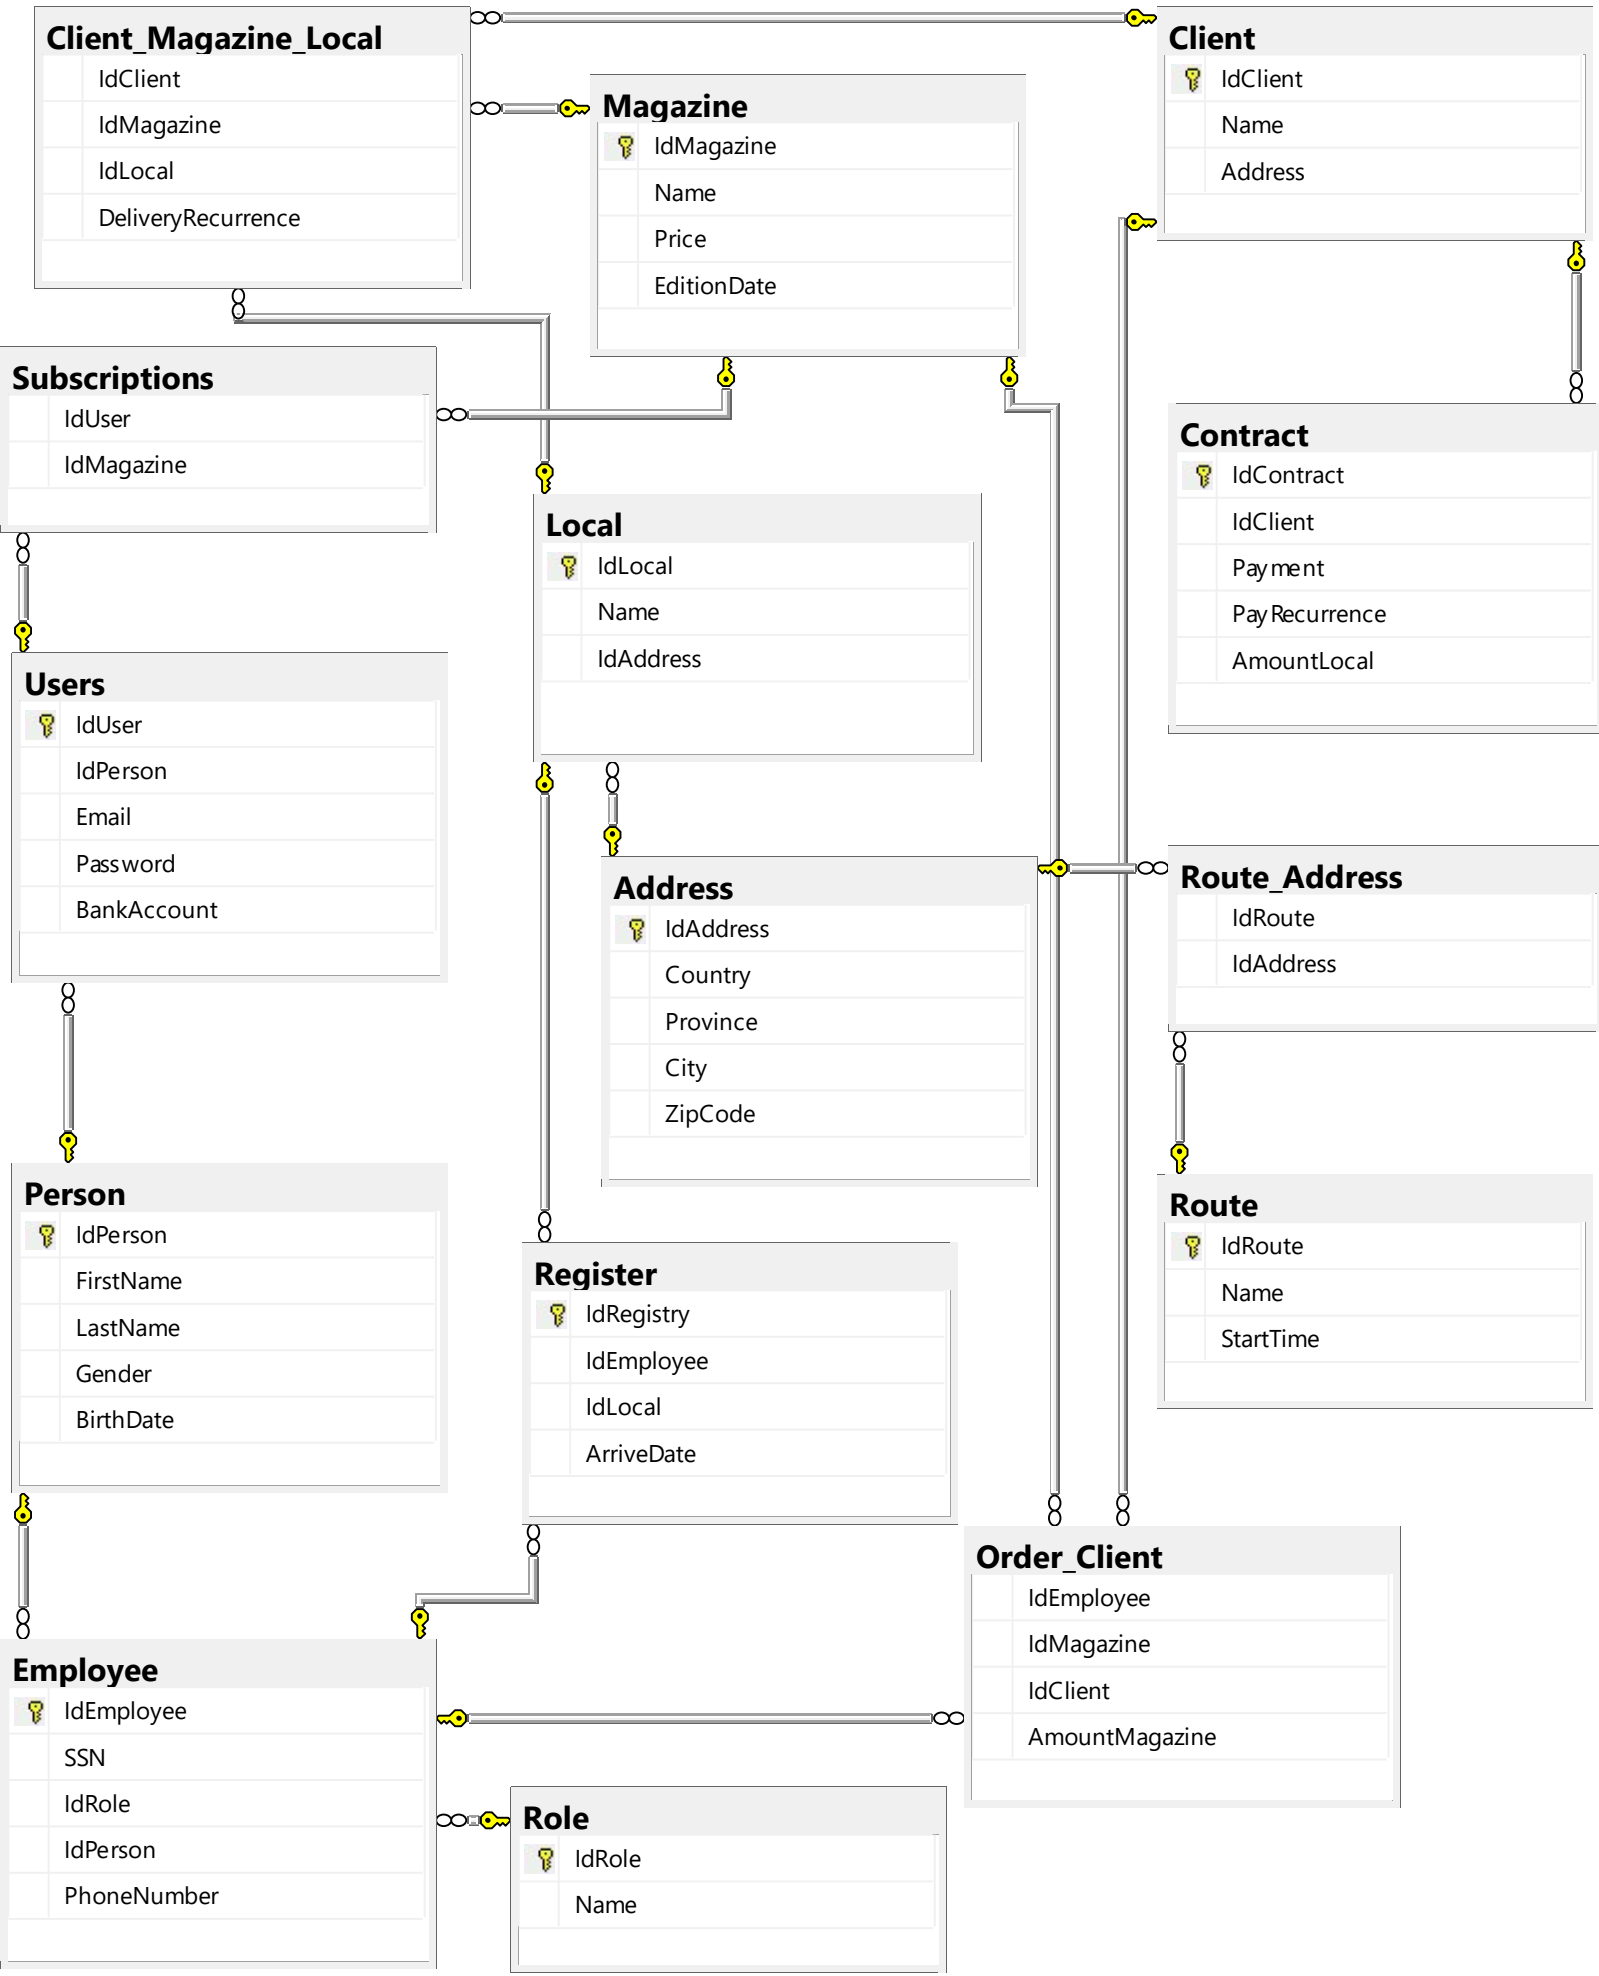 Client_Magazine_Local
IdClient
IdMagazine
IdLocal
DeliveryRecurrence
Magazine
IdMagazine
Name
Price
EditionDate
Client
IdClient
Name
Address
Subscriptions
IdUser
IdMagazine
Local
IdLocal
Name
IdAddress
Contract
IdContract
IdClient
Payment
PayRecurrence
AmountLocal
Users
IdUser
IdPerson
Email
Password
BankAccount
Address
IdAddress
Country
Province
City
ZipCode
Route_Address
IdRoute
IdAddress
Person
IdPerson
FirstName
LastName
Gender
BirthDate
Register
IdRegistry
IdEmployee
IdLocal
ArriveDate
Route
IdRoute
Name
StartTime
Order_Client
IdEmployee
IdMagazine
IdClient
AmountMagazine
Employee
IdEmployee
SSN
IdRole
IdPerson
PhoneNumber
Role
IdRole
Name